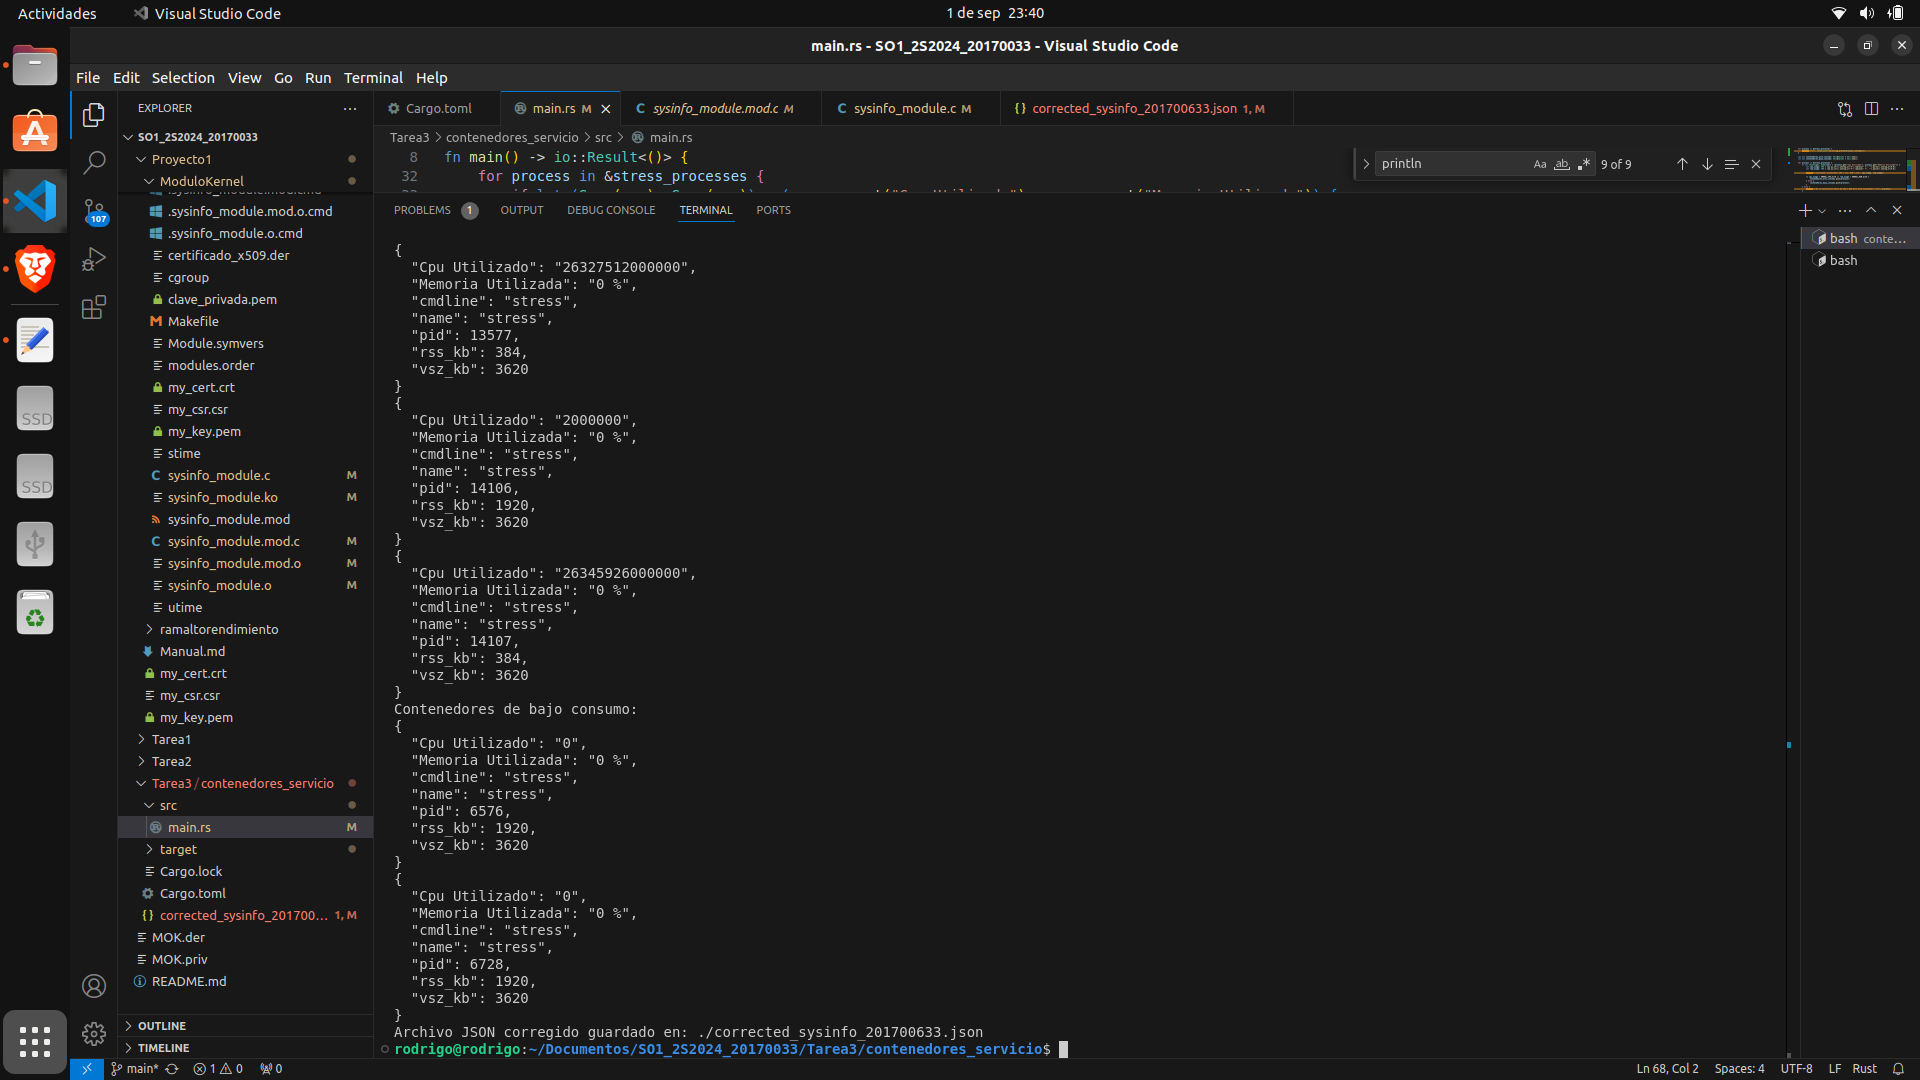 Actividades
Visual Studio Code
1 de sep 23:40
main.rs - SO1_2S2024_20170033 - Visual Studio Code
File Edit Selection View Go Run Terminal Help
EXPLORER
SO1_2S2024_20170033
Proyecto1
ModuloKernel
.sysinfo_module.mod.o.cmd
.sysinfo_module.o.cmd
certificado_x509.der
cgroup
clave_privada.pem
Makefile
Module.symvers
modules.order
my_cert.crt
my_csr.csr
my_key.pem
stime
sysinfo_module.c M
sysinfo_module.ko M
sysinfo_module.mod
sysinfo_module.mod.c M
sysinfo_module.mod.o M
sysinfo_module.o M
utime
ramaltorendimiento
Manual.md
my_cert.crt
my_csr.csr
my_key.pem
Tarea1
Tarea2
Tarea3 / contenedores_servicio
src
main.rs M
target
Cargo.lock
Cargo.toml
corrected_sysinfo_201700... 1, M
MOK.der
MOK.priv
README.md
OUTLINE
TIMELINE
SSD
SSD
107
Cargo.toml
main.rs M
sysinfo_module.mod.c M
sysinfo_module.c M
corrected_sysinfo_201700633.json 1, M
Tarea3 > contenedores_servicio > src > main.rs
8 fn main() -> io::Result<()> {
32 for process in &stress_processes {
println
Aa ab .* 9 of 9
PROBLEMS 1 OUTPUT DEBUG CONSOLE TERMINAL PORTS
bash conte...
bash
{
"Cpu Utilizado": "26327512000000",
"Memoria Utilizada": "0 %",
"cmdline": "stress",
"name": "stress",
"pid": 13577,
"rss_kb": 384,
"vsz_kb": 3620
}
{
"Cpu Utilizado": "2000000",
"Memoria Utilizada": "0 %",
"cmdline": "stress",
"name": "stress",
"pid": 14106,
"rss_kb": 1920,
"vsz_kb": 3620
}
{
"Cpu Utilizado": "26345926000000",
"Memoria Utilizada": "0 %",
"cmdline": "stress",
"name": "stress",
"pid": 14107,
"rss_kb": 384,
"vsz_kb": 3620
}
Contenedores de bajo consumo:
{
"Cpu Utilizado": "0",
"Memoria Utilizada": "0 %",
"cmdline": "stress",
"name": "stress",
"pid": 6576,
"rss_kb": 1920,
"vsz_kb": 3620
}
{
"Cpu Utilizado": "0",
"Memoria Utilizada": "0 %",
"cmdline": "stress",
"name": "stress",
"pid": 6728,
"rss_kb": 1920,
"vsz_kb": 3620
}
Archivo JSON corregido guardado en: ./corrected_sysinfo_201700633.json
rodrigo@rodrigo:~/Documentos/SO1_2S2024_20170033/Tarea3/contenedores_servicio$
main* 1 0 0
Ln 68, Col 2 Spaces: 4 UTF-8 LF Rust